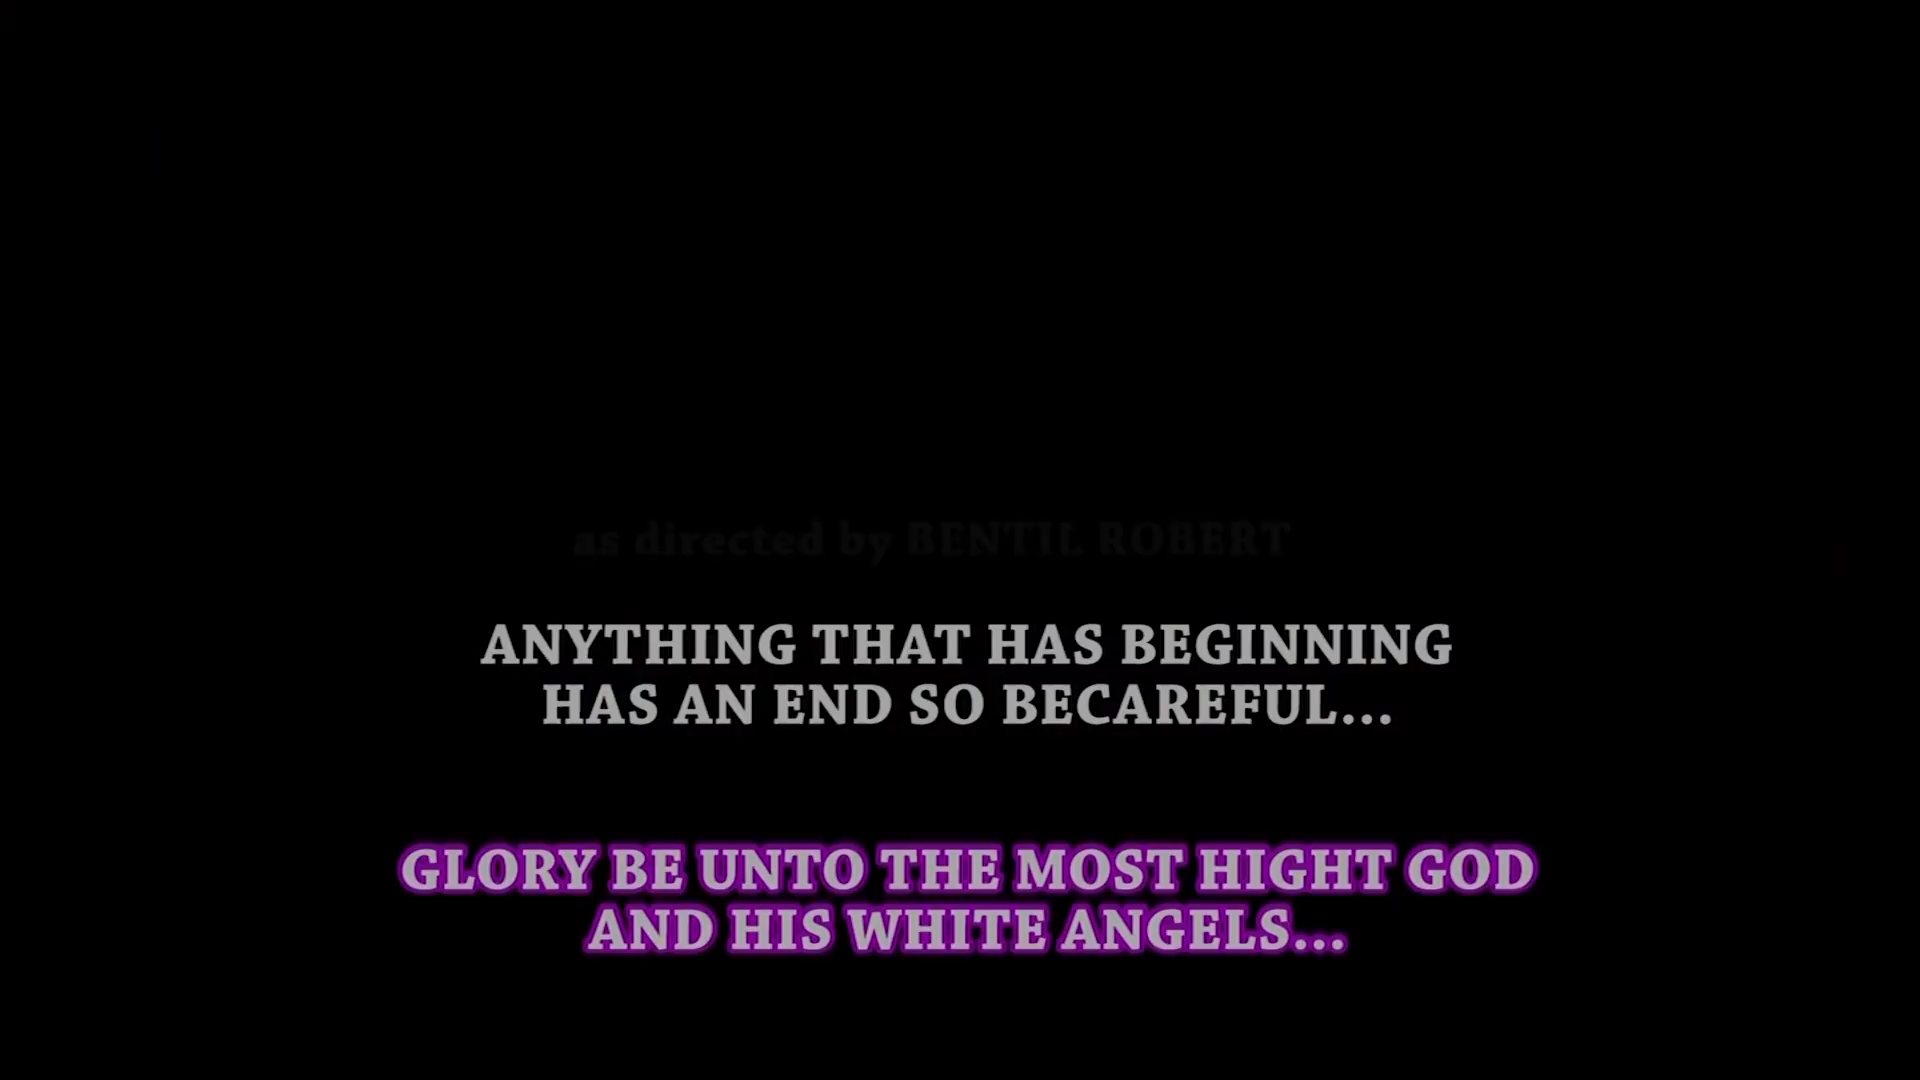 as directed by BENTIL ROBERT
ANYTHING THAT HAS BEGINNING
HAS AN END SO BECAREFUL...
GLORY BE UNTO THE MOST HIGHT GOD
AND HIS WHITE ANGELS...